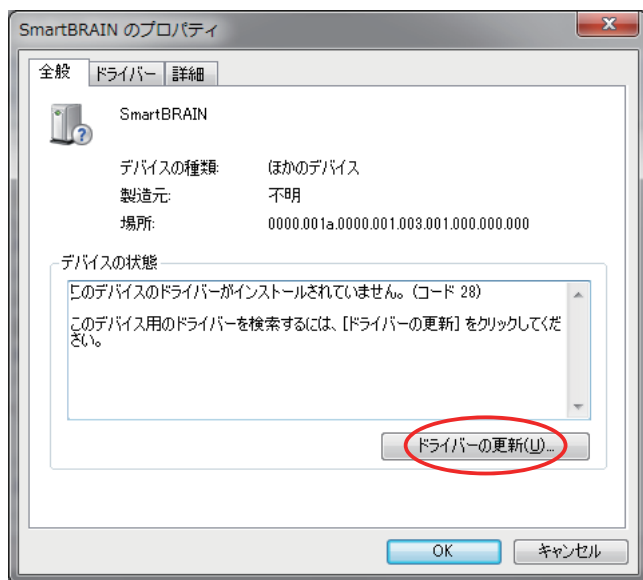 SmartBRAIN のプロパティ
全般 ドライバー 詳細
SmartBRAIN
デバイスの種類: ほかのデバイス
製造元: 不明
場所: 0000.001a.0000.001.003.001.000.000.000
デバイスの状態
このデバイスのドライバーがインストールされていません。(コード 28)
このデバイス用のドライバーを検索するには、[ドライバーの更新] をクリックしてくだ
さい。
ドライバーの更新(U)...
OK キャンセル